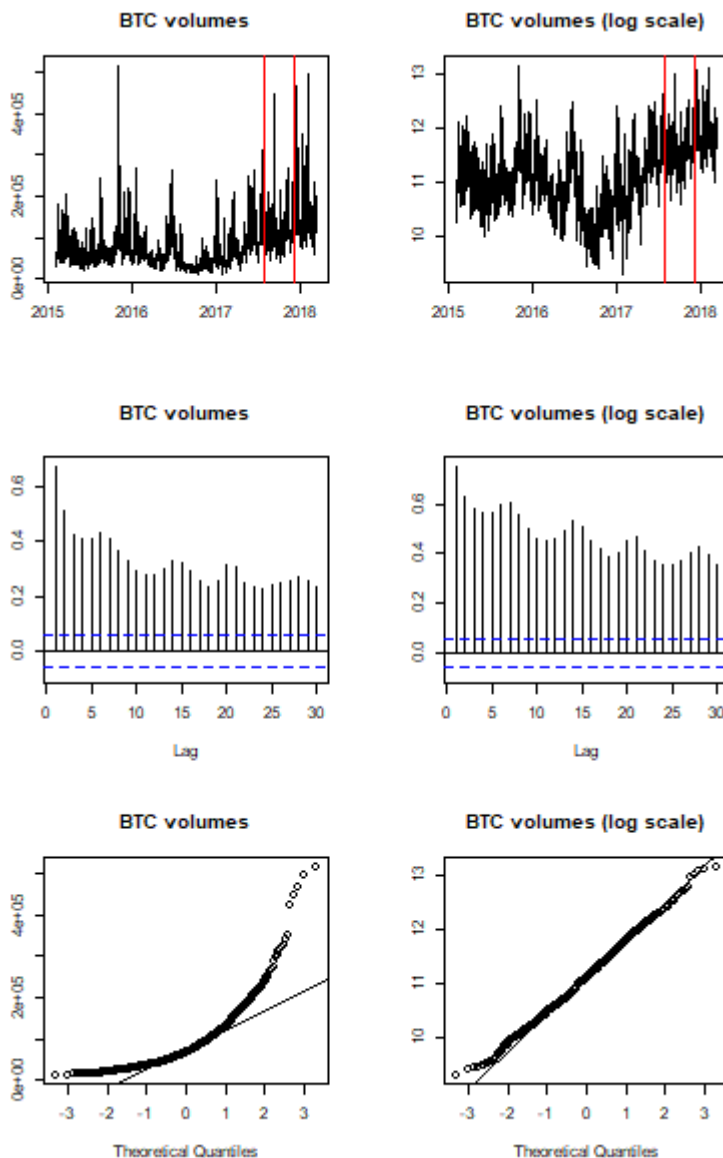 BTC volumes
BTC volumes (log scale)
0e+00 2e+05 4e+05
2015 2016 2017 2018
10 11 12 13
2015 2016 2017 2018
BTC volumes
BTC volumes (log scale)
0.0 0.2 0.4 0.6
0 5 10 15 20 25 30
Lag
0.0 0.2 0.4 0.6
0 5 10 15 20 25 30
Lag
BTC volumes
BTC volumes (log scale)
0e+00 2e+05 4e+05
-3 -2 -1 0 1 2 3
Theoretical Quantiles
10 11 12 13
-3 -2 -1 0 1 2 3
Theoretical Quantiles